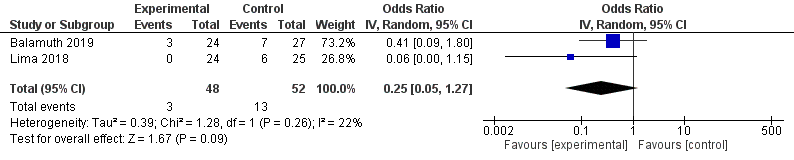 Experimental Control Odds Ratio Odds Ratio
Study or Subgroup Events Total Events Total Weight IV, Random, 95% CI IV, Random, 95% CI
Balamuth 2019 3 24 7 27 73.2% 0.41 [0.09, 1.80]
Lima 2018 0 24 6 25 26.8% 0.06 [0.00, 1.15]
Total (95% CI) 48 52 100.0% 0.25 [0.05, 1.27]
Total events 3 13
Heterogeneity: Tau² = 0.39; Chi² = 1.28, df = 1 (P = 0.26); I² = 22%
Test for overall effect: Z = 1.67 (P = 0.09)
0.002 0.1 1 10 500
Favours [experimental] Favours [control]